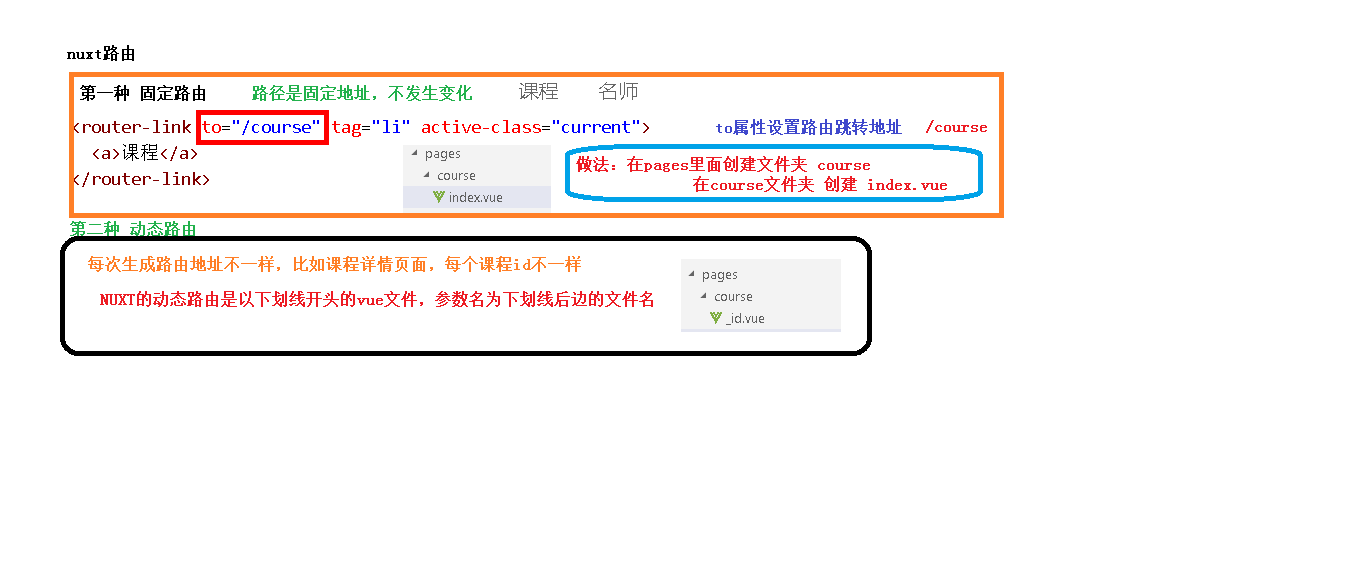 nuxt路由
第一种 固定路由 路径是固定地址，不发生变化 课程 名师
<router-link to="/course" tag="li" active-class="current"> to属性设置路由跳转地址 /course
<a>课程</a>
</router-link>
pages
course
index.vue
做法：在pages里面创建文件夹 course
在course文件夹 创建 index.vue
第二种 动态路由
每次生成路由地址不一样，比如课程详情页面，每个课程id不一样
NUXT的动态路由是以下划线开头的vue文件，参数名为下划线后边的文件名
pages
course
_id.vue